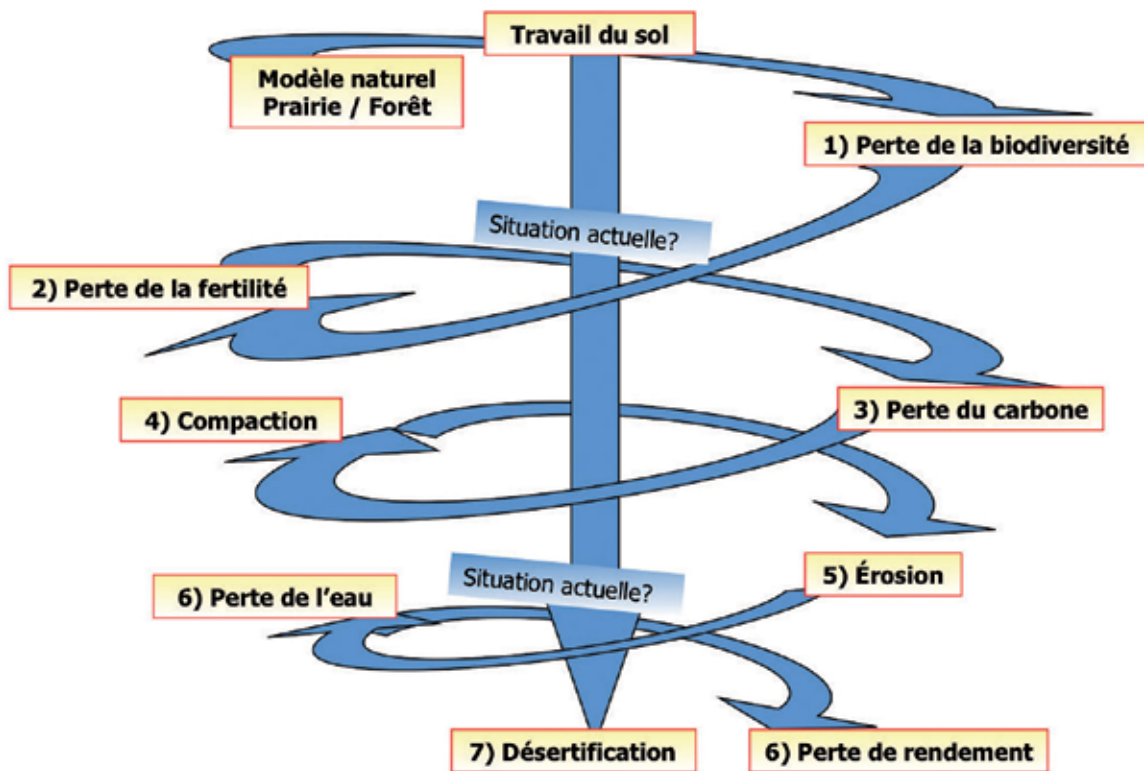 Travail du sol
Modèle naturel
Prairie / Forêt
1) Perte de la biodiversité
Situation actuelle?
2) Perte de la fertilité
3) Perte du carbone
4) Compaction
5) Érosion
Situation actuelle?
6) Perte de l’eau
7) Désertification
6) Perte de rendement